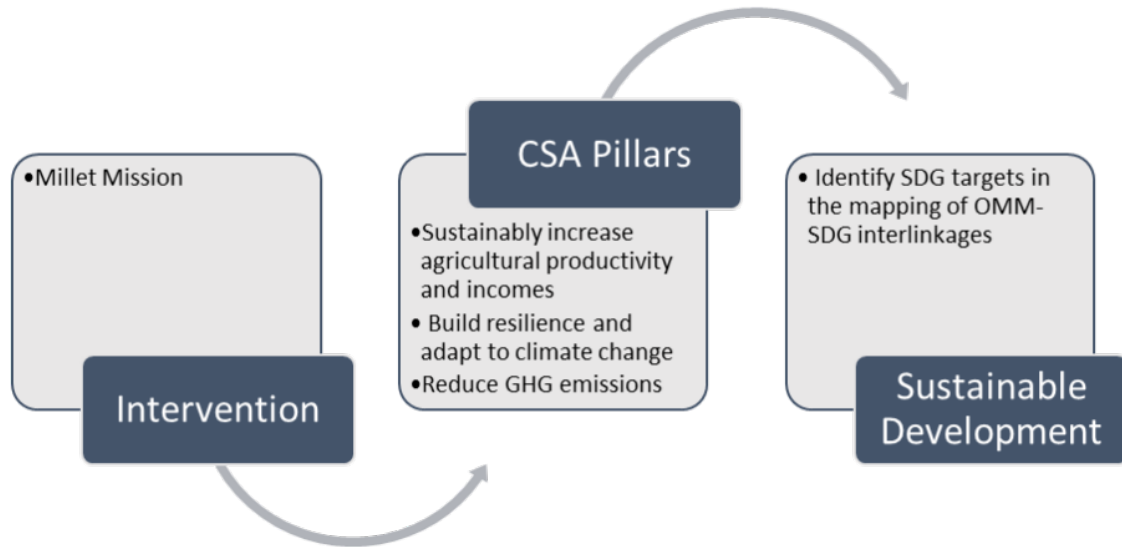 •Millet Mission
Intervention
CSA Pillars
•Sustainably increase
agricultural productivity
and incomes
• Build resilience and
adapt to climate change
•Reduce GHG emissions
• Identify SDG targets in
the mapping of OMM-
SDG interlinkages
Sustainable
Development